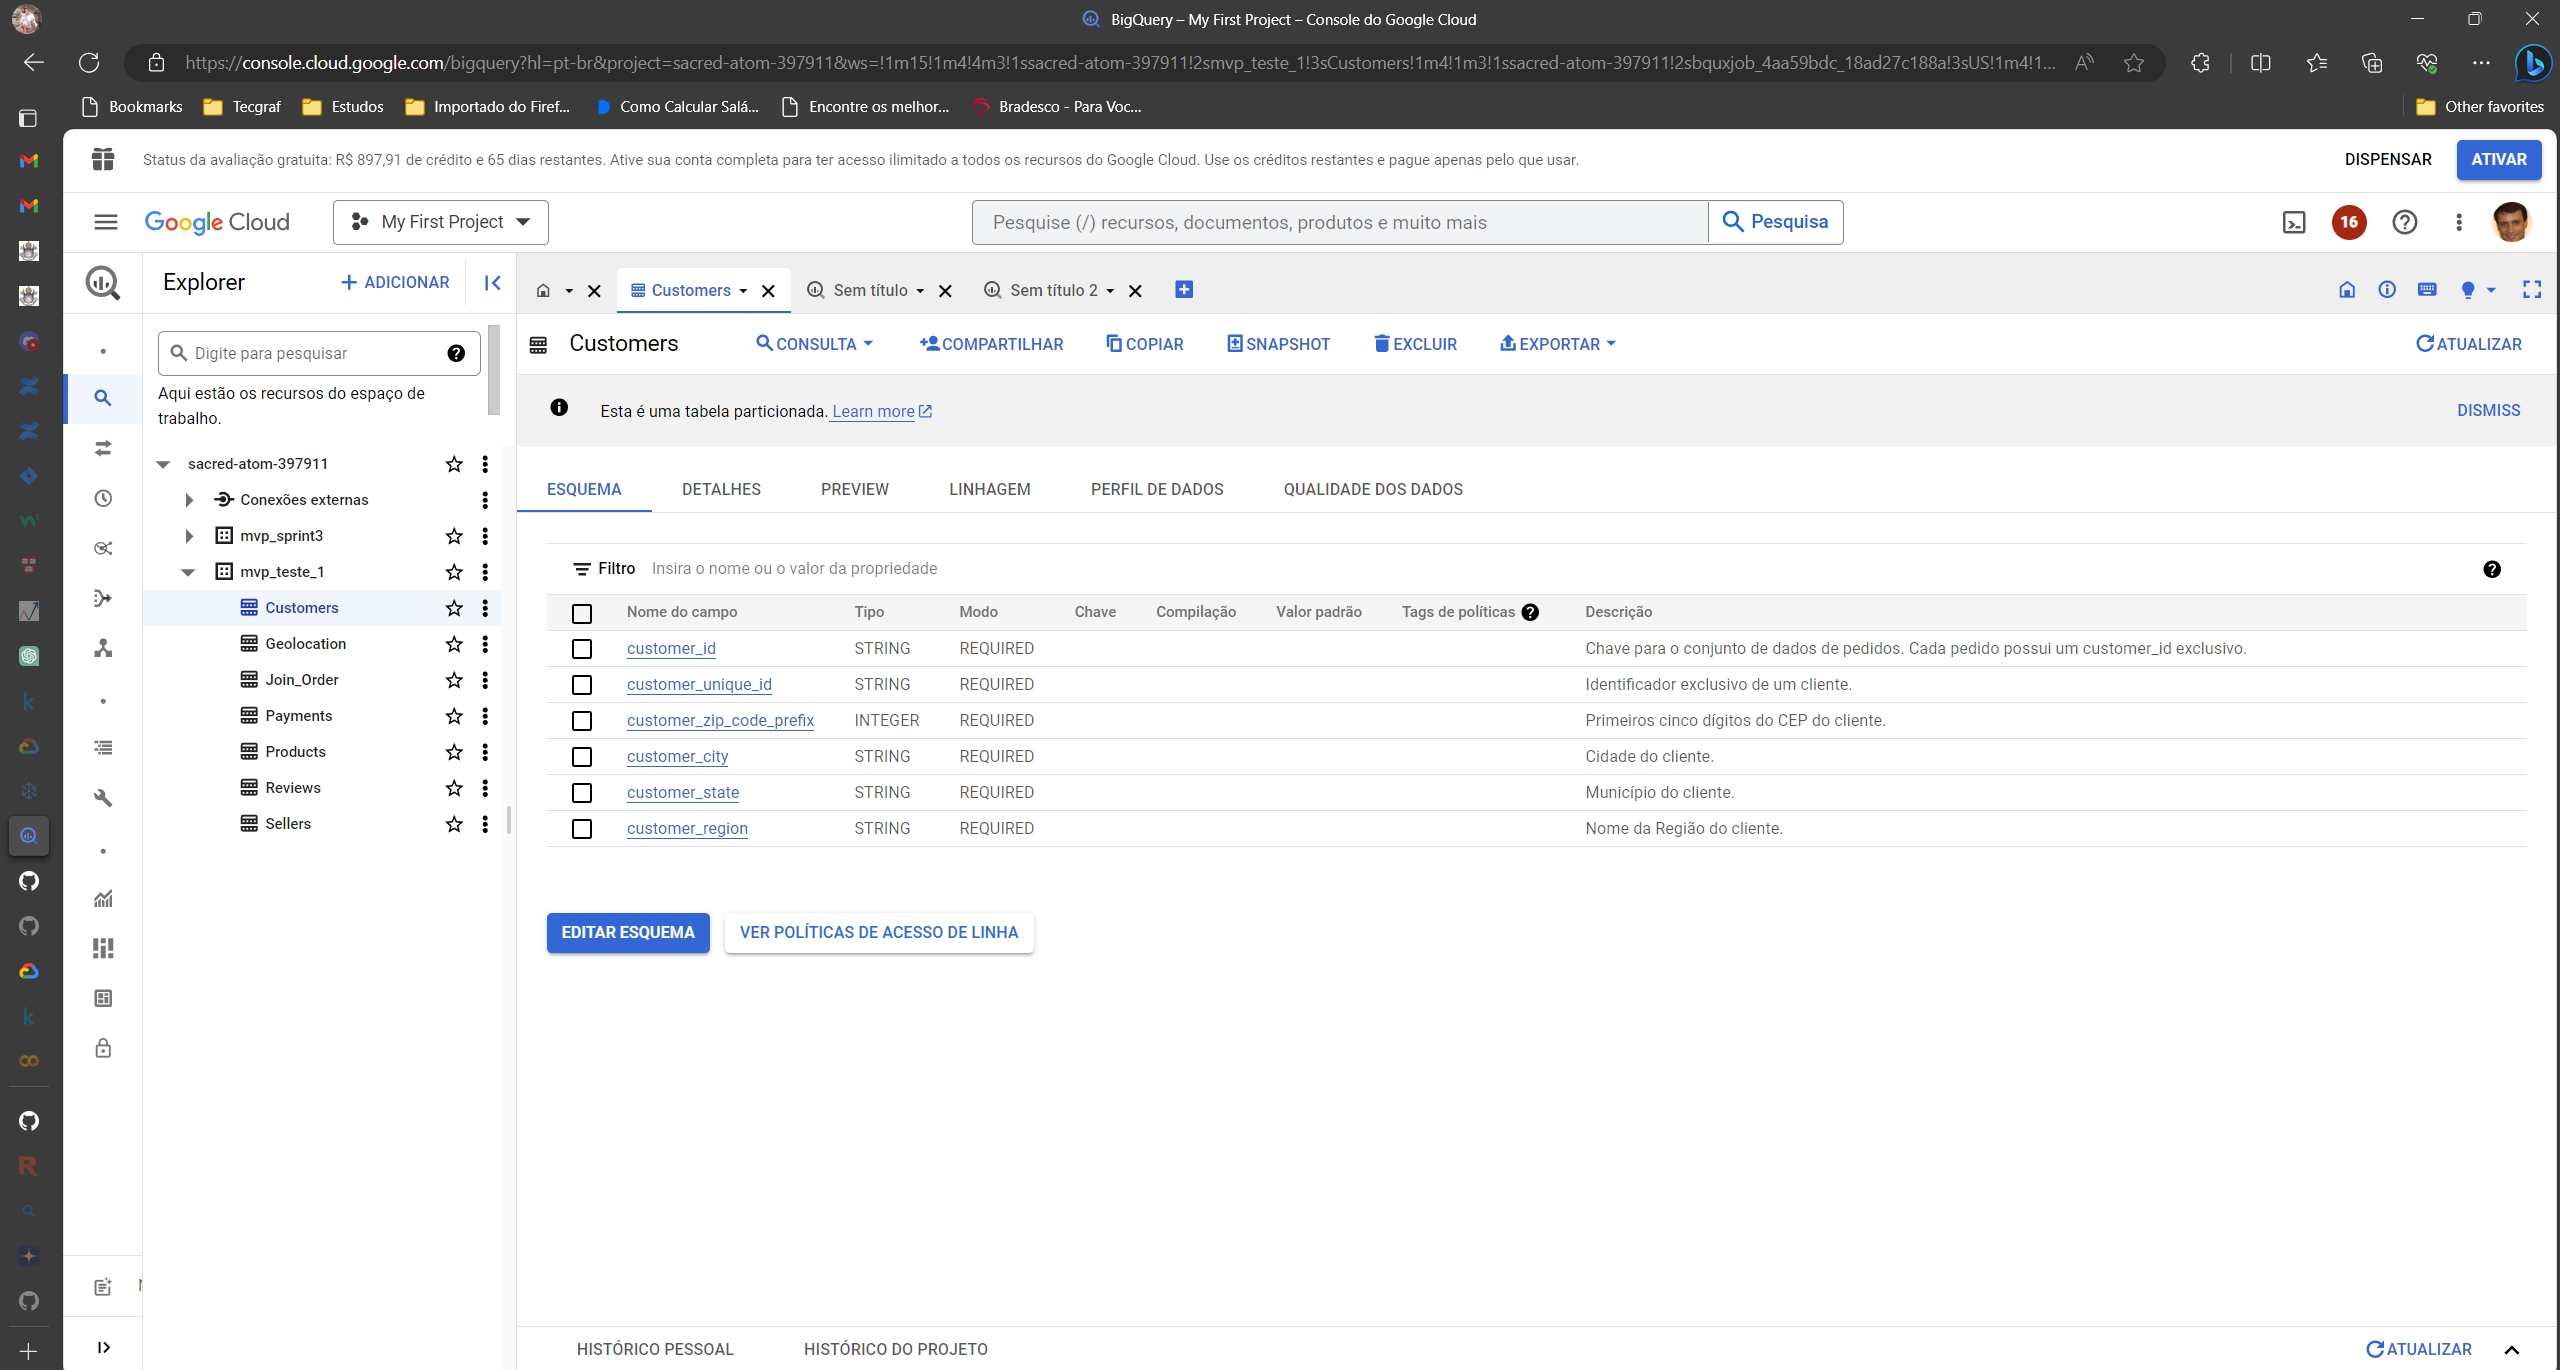 BigQuery – My First Project – Console do Google Cloud
https://console.cloud.google.com/bigquery?hl=pt-br&project=sacred-atom-397911&ws=!1m15!1m4!4m3!1ssacred-atom-397911!2smvp_teste_1!3sCustomers!1m4!1m3!1ssacred-atom-397911!2sbquxjob_4aa59bdc_18ad27c188a!3sUS!1m4!1...
Bookmarks Tecgraf Estudos Importado do Firef... Como Calcular Salá... Encontre os melhor... Bradesco - Para Voc... Other favorites
Status da avaliação gratuita: R$ 897,91 de crédito e 65 dias restantes. Ative sua conta completa para ter acesso ilimitado a todos os recursos do Google Cloud. Use os créditos restantes e pague apenas pelo que usar. DISPENSAR ATIVAR
Google Cloud My First Project Pesquise (/) recursos, documentos, produtos e muito mais Pesquisa 16
Explorer + ADICIONAR
Customers Sem título Sem título 2
Digite para pesquisar
Aqui estão os recursos do espaço de
trabalho.
sacred-atom-397911
Conexões externas
mvp_sprint3
mvp_teste_1
Customers
Geolocation
Join_Order
Payments
Products
Reviews
Sellers
Customers CONSULTA COMPARTILHAR COPIAR SNAPSHOT EXCLUIR EXPORTAR ATUALIZAR
Esta é uma tabela particionada. Learn more DISMISS
ESQUEMA DETALHES PREVIEW LINHAGEM PERFIL DE DADOS QUALIDADE DOS DADOS
Filtro Insira o nome ou o valor da propriedade
Nome do campo Tipo Modo Chave Compilação Valor padrão Tags de políticas Descrição
customer_id STRING REQUIRED Chave para o conjunto de dados de pedidos. Cada pedido possui um customer_id exclusivo.
customer_unique_id STRING REQUIRED Identificador exclusivo de um cliente.
customer_zip_code_prefix INTEGER REQUIRED Primeiros cinco dígitos do CEP do cliente.
customer_city STRING REQUIRED Cidade do cliente.
customer_state STRING REQUIRED Município do cliente.
customer_region STRING REQUIRED Nome da Região do cliente.
EDITAR ESQUEMA VER POLÍTICAS DE ACESSO DE LINHA
HISTÓRICO PESSOAL HISTÓRICO DO PROJETO ATUALIZAR